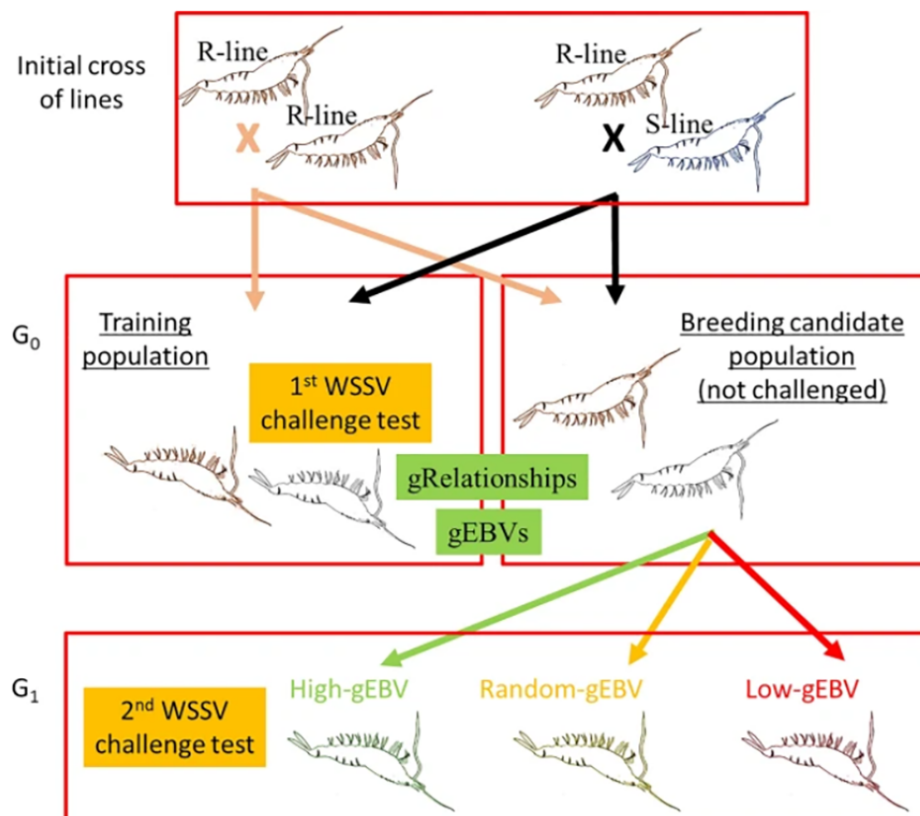 Initial cross
of lines
R-line
R-line
X
R-line
S-line
X
G₀
Training
population
1ˢᵗ WSSV
challenge test
Breeding candidate
population
(not challenged)
gRelationships
gEBVs
G₁
2ⁿᵈ WSSV
challenge test
High-gEBV
Random-gEBV
Low-gEBV